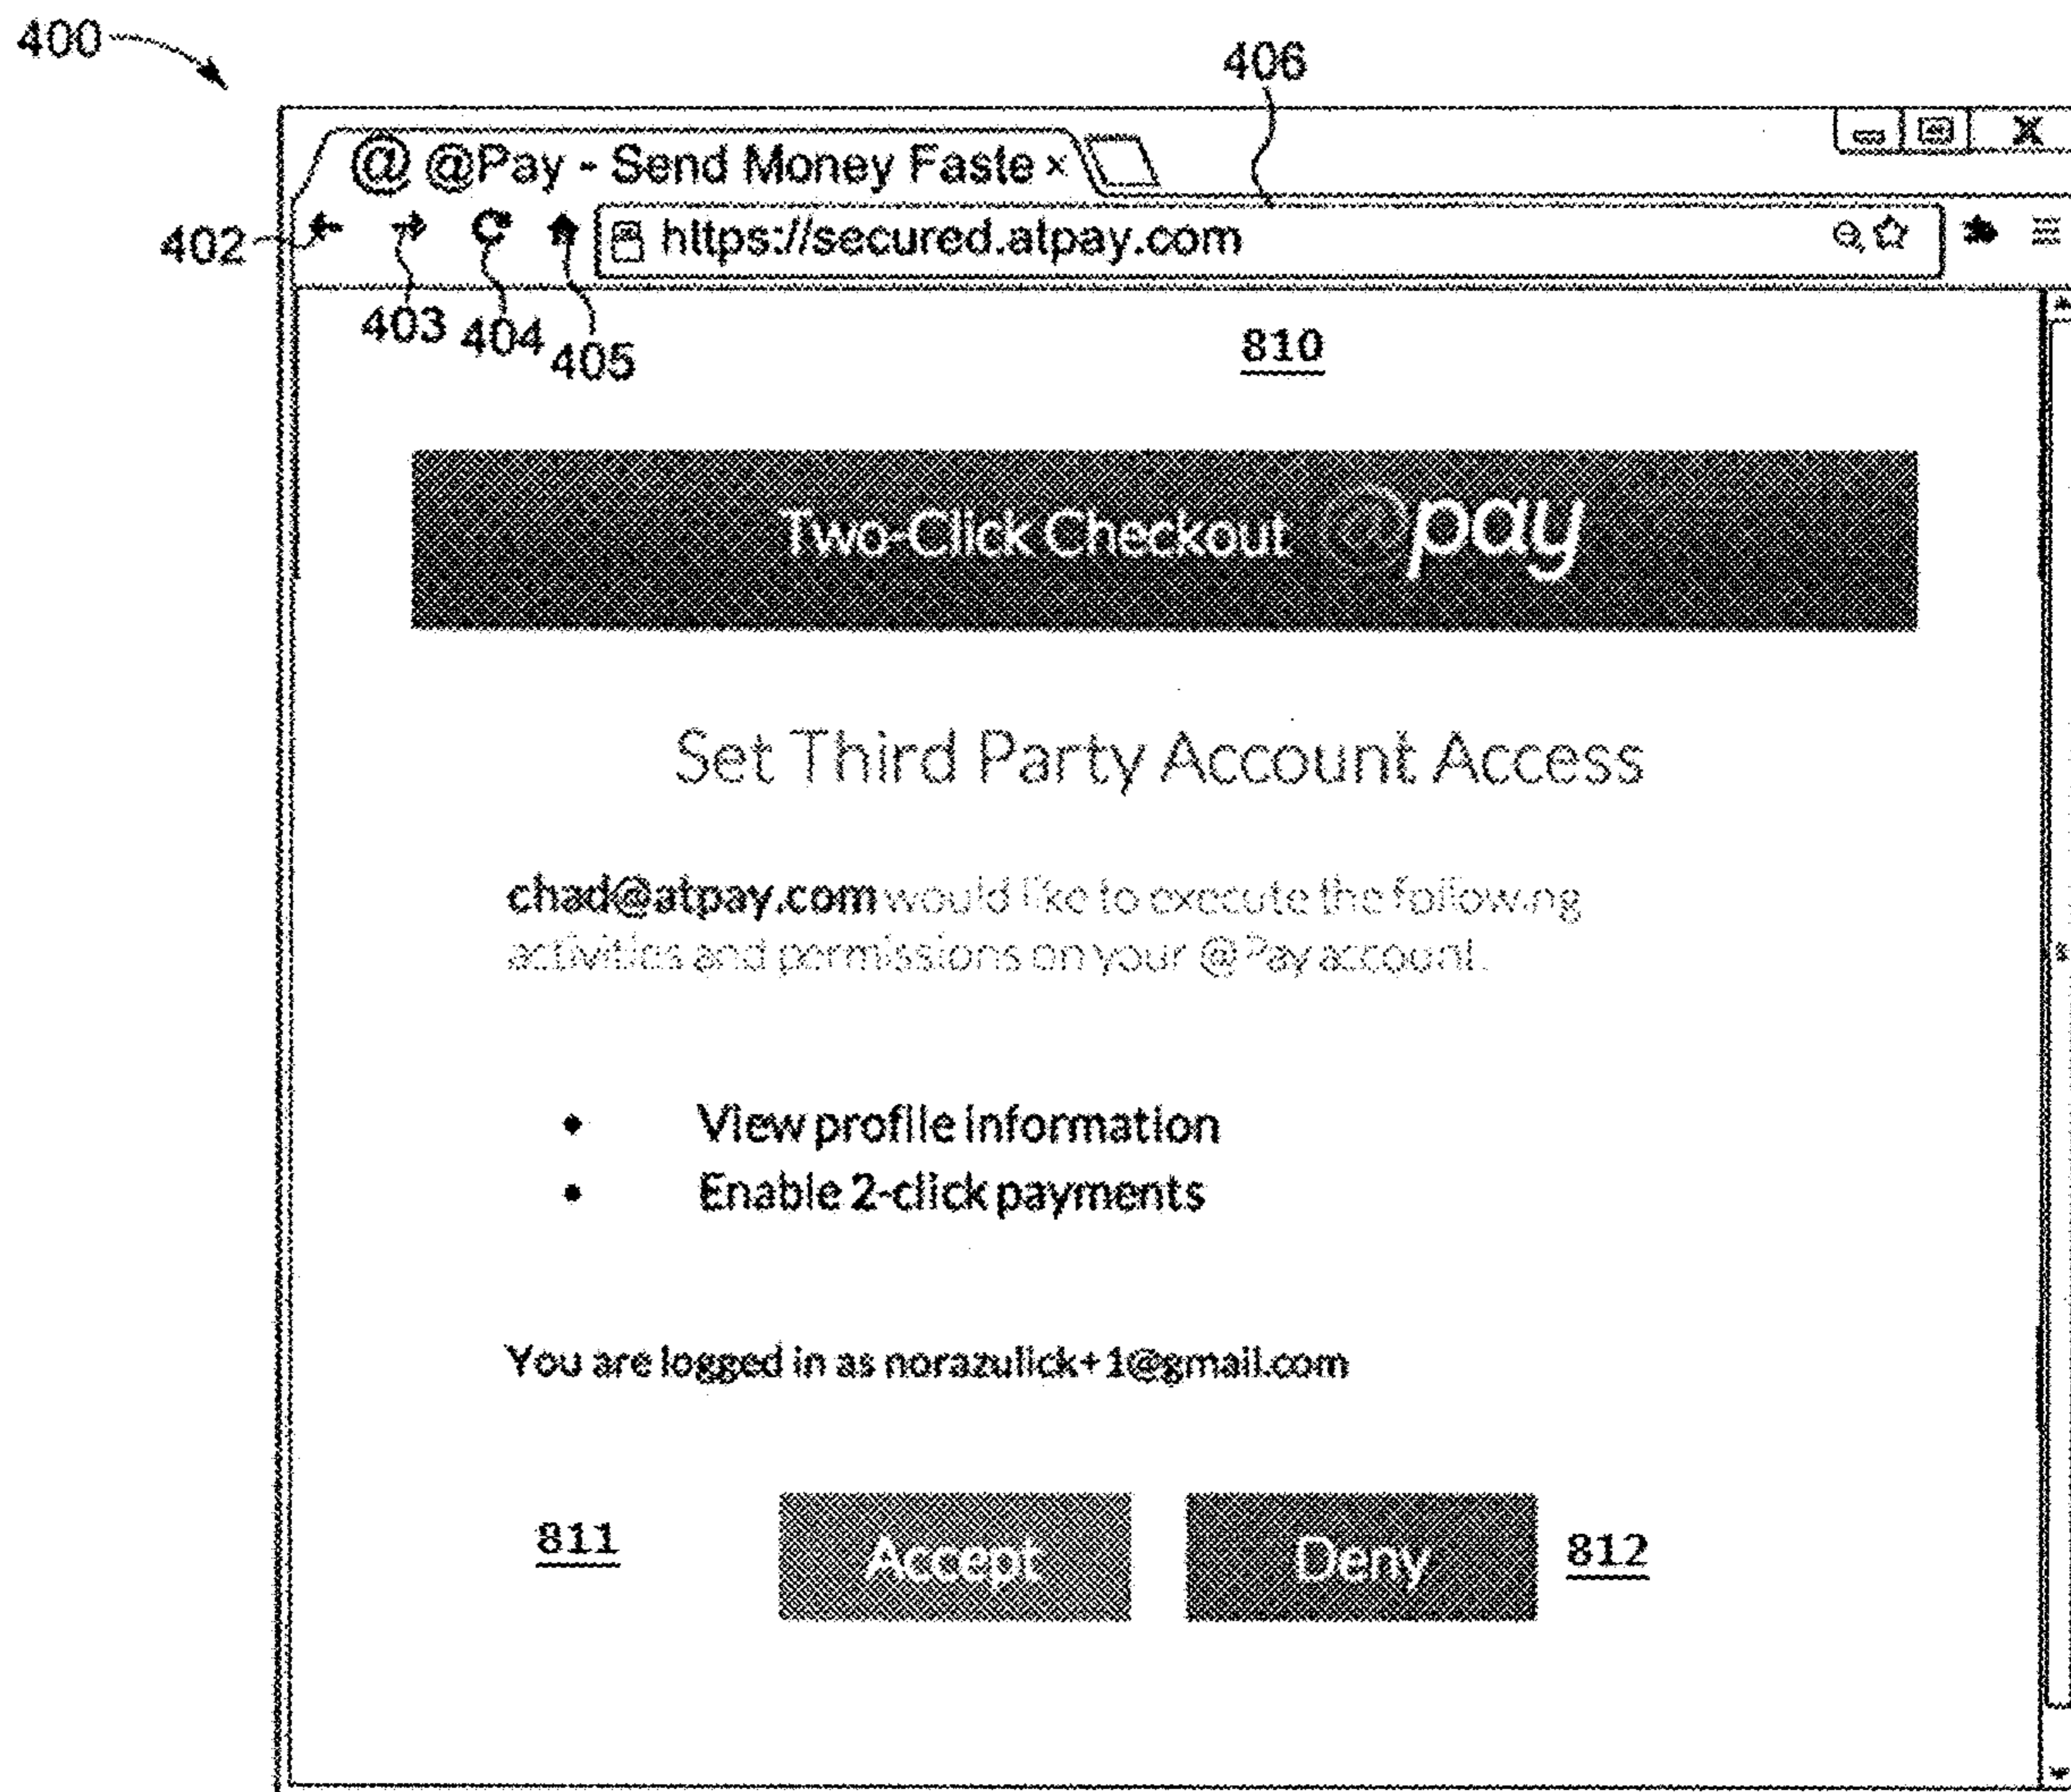 400
406
@ @Pay - Send Money Faste ×
402
https://secured.atpay.com
403 404 405
810
Two-Click Checkout @pay
Set Third Party Account Access
chad@atpay.com would like to execute the following
activities and permissions on your @Pay account.
• View profile information
• Enable 2-click payments
You are logged in as norazulick+1@gmail.com
811 Accept Deny 812